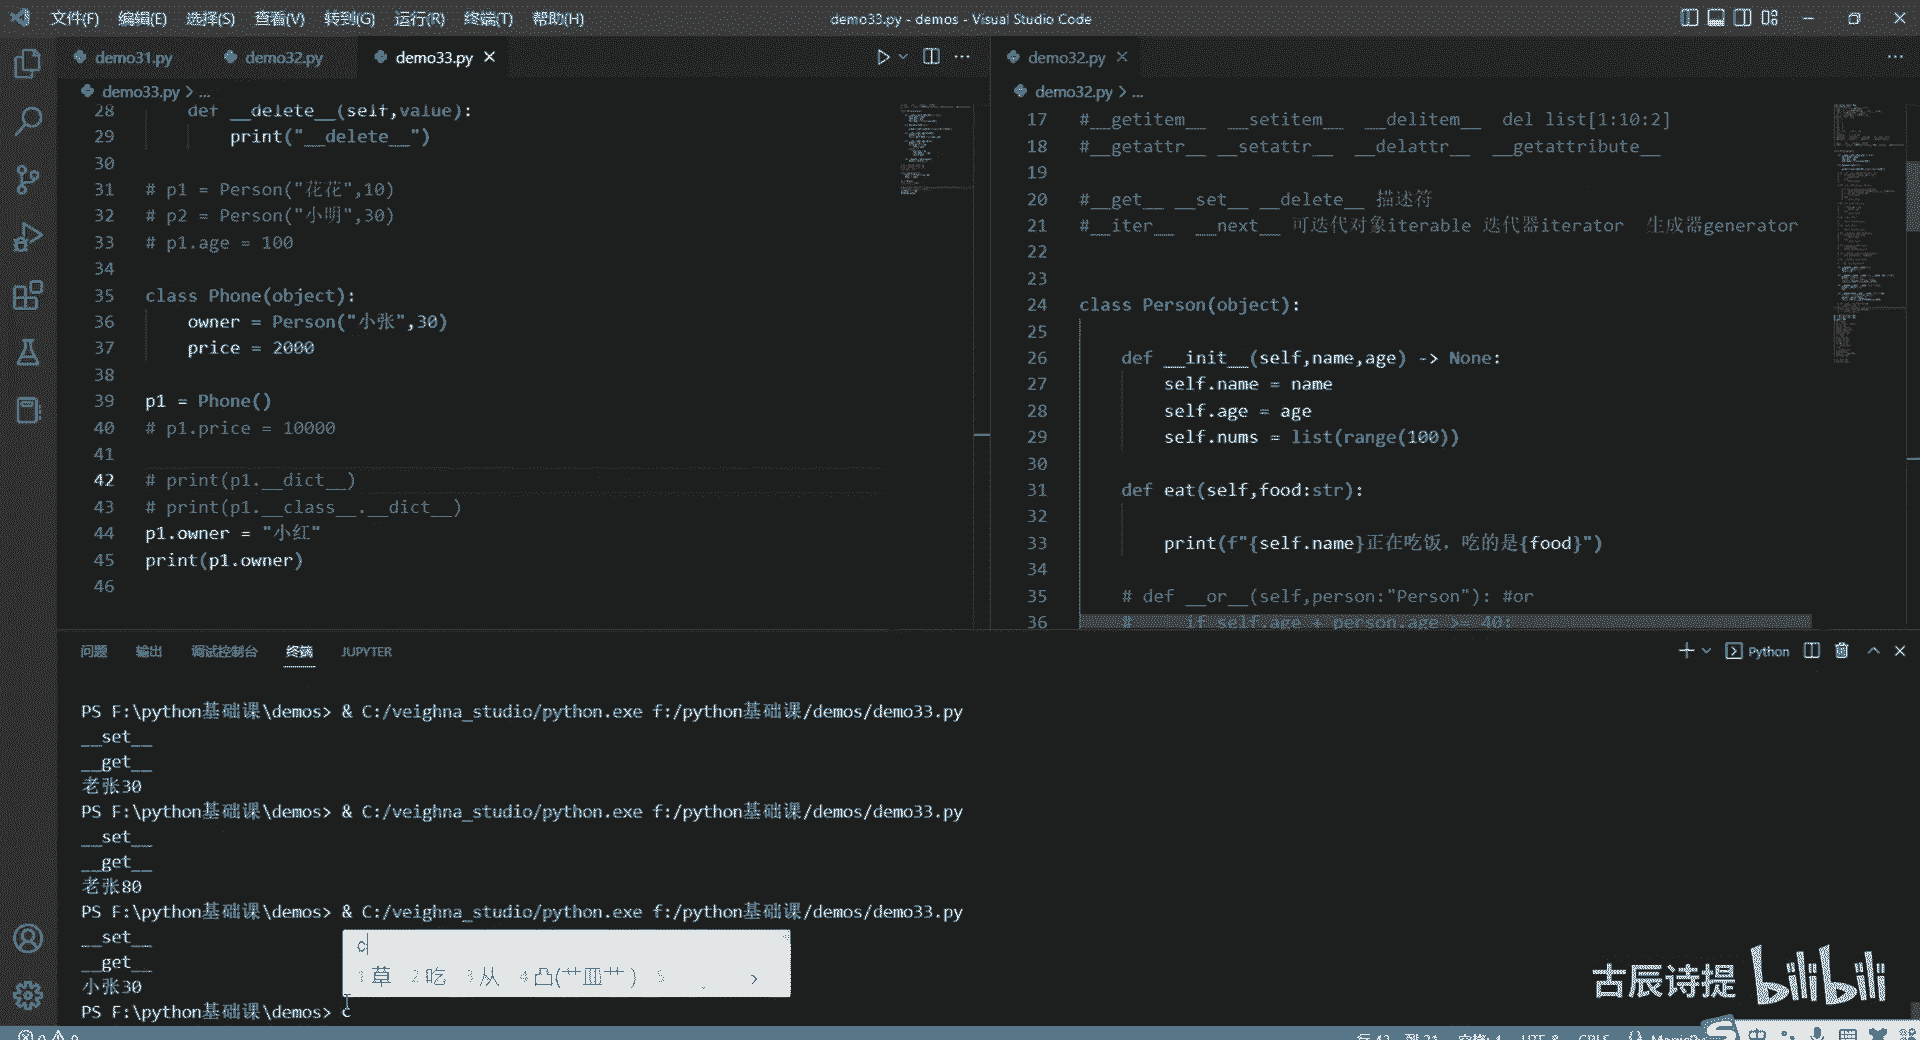 文件(F) 编辑(E) 选择(S) 查看(V) 转到(G) 运行(R) 终端(T) 帮助(H)
demo33.py - demos - Visual Studio Code
demo31.py demo32.py demo33.py
demo33.py > ...
28 def __delete__(self,value):
29 print("__delete__")
30
31 # p1 = Person("花花",10)
32 # p2 = Person("小明",30)
33 # p1.age = 100
34
35 class Phone(object):
36 owner = Person("小张",30)
37 price = 2000
38
39 p1 = Phone()
40 # p1.price = 10000
41
42 # print(p1.__dict__)
43 # print(p1.__class__.__dict__)
44 p1.owner = "小红"
45 print(p1.owner)
46
demo32.py
demo32.py > ...
17 #__getitem__ __setitem__ __delitem__ del list[1:10:2]
18 #__getattr__ __setattr__ __delattr__ __getattribute__
19
20 #__get__ __set__ __delete__ 描述符
21 #__iter__ __next__ 可迭代对象iterable 迭代器iterator 生成器generator
22
23
24 class Person(object):
25
26 def __init__(self,name,age) -> None:
27 self.name = name
28 self.age = age
29 self.nums = list(range(100))
30
31 def eat(self,food:str):
32
33 print(f"{self.name}正在吃饭，吃的是{food}")
34
35 # def __or__(self,person:"Person"): #or
36 # if self.age + person.age >= 40:
问题 输出 调试控制台 终端 JUPYTER
Python
PS F:\python基础课\demos> & C:/veighna_studio/python.exe f:/python基础课/demos/demo33.py
__set__
__get__
老张30
PS F:\python基础课\demos> & C:/veighna_studio/python.exe f:/python基础课/demos/demo33.py
__set__
__get__
老张80
PS F:\python基础课\demos> & C:/veighna_studio/python.exe f:/python基础课/demos/demo33.py
__set__
__get__
小张30
PS F:\python基础课\demos> c
c
1 草 2 吃 3 从 4 凸(艹皿艹) 5
古辰诗提 bilibili